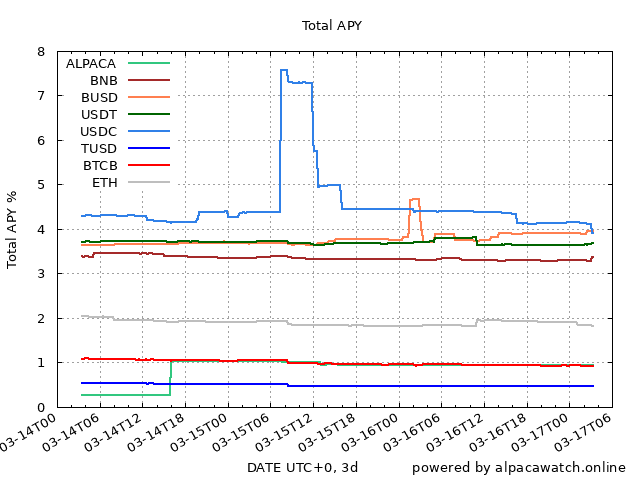 Total APY
Total APY %
8
7
6
5
4
3
2
1
0
ALPACA
BNB
BUSD
USDT
USDC
TUSD
BTCB
ETH
03-14T00
03-14T06
03-14T12
03-14T18
03-15T00
03-15T06
03-15T12
03-15T18
03-16T00
03-16T06
03-16T12
03-16T18
03-17T00
03-17T06
DATE UTC+0, 3d
powered by alpacawatch.online